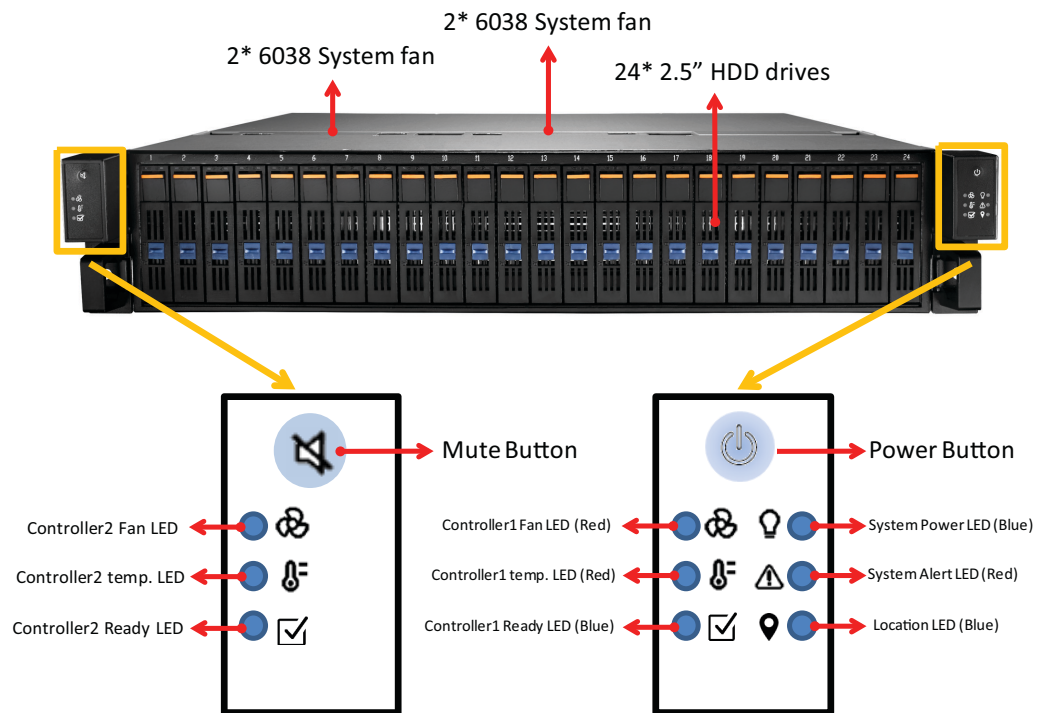 2* 6038 System fan
2* 6038 System fan
24* 2.5” HDD drives
1 2 3 4 5 6 7 8 9 10 11 12 13 14 15 16 17 18 19 20 21 22 23 24
Mute Button
Power Button
Controller2 Fan LED
Controller1 Fan LED (Red)
System Power LED (Blue)
Controller2 temp. LED
Controller1 temp. LED (Red)
System Alert LED (Red)
Controller2 Ready LED
Controller1 Ready LED (Blue)
Location LED (Blue)